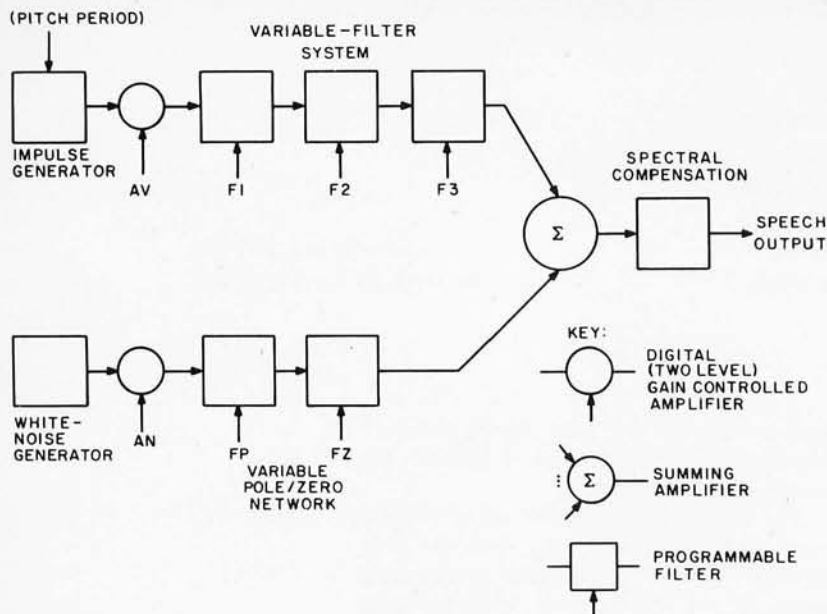 (PITCH PERIOD)
VARIABLE-FILTER
SYSTEM
IMPULSE
GENERATOR
AV
F1
F2
F3
SPECTRAL
COMPENSATION
Σ
SPEECH
OUTPUT
WHITE-
NOISE
GENERATOR
AN
FP
FZ
VARIABLE
POLE/ZERO
NETWORK
KEY:
DIGITAL
(TWO LEVEL)
GAIN CONTROLLED
AMPLIFIER
Σ
SUMMING
AMPLIFIER
PROGRAMMABLE
FILTER